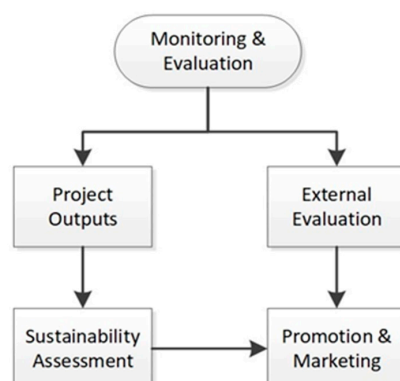 Monitoring &
Evaluation
Project
Outputs
External
Evaluation
Sustainability
Assessment
Promotion &
Marketing